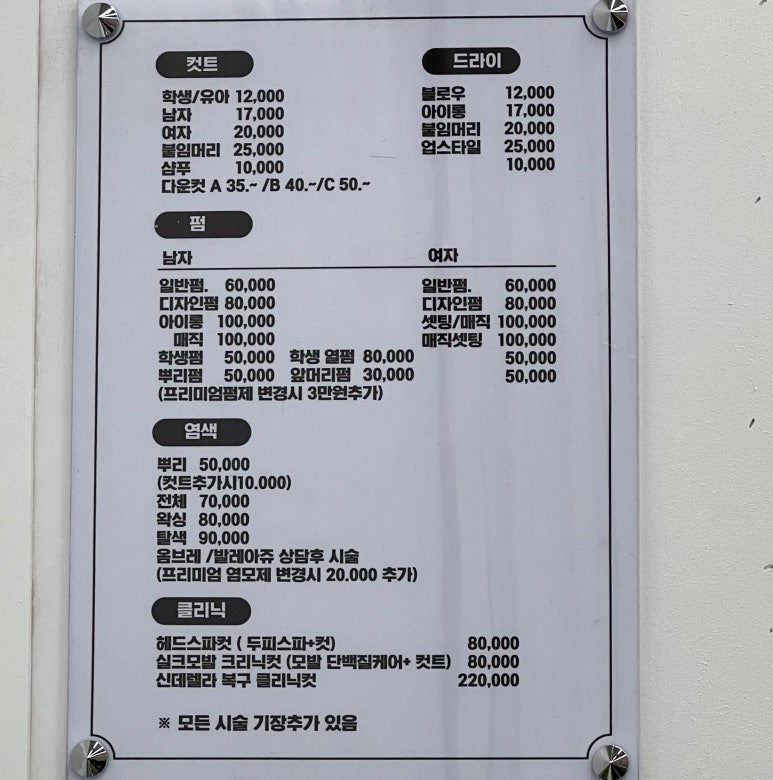 컷트
학생/유아 12,000
남자 17,000
여자 20,000
붙임머리 25,000
샴푸 10,000
다운컷 A 35.~ /B 40.~/C 50.~
드라이
블로우 12,000
아이롱 17,000
붙임머리 20,000
업스타일 25,000
10,000
펌
남자
일반펌. 60,000
디자인펌 80,000
아이롱 100,000
매직 100,000
학생펌 50,000 학생 열펌 80,000
뿌리펌 50,000 앞머리펌 30,000
(프리미엄펌제 변경시 3만원추가)
여자
일반펌. 60,000
디자인펌 80,000
셋팅/매직 100,000
매직셋팅 100,000
50,000
50,000
염색
뿌리 50,000
(컷트추가시10.000)
전체 70,000
왁싱 80,000
탈색 90,000
옴브레 /발레아쥬 상담후 시술
(프리미엄 염모제 변경시 20.000 추가)
클리닉
헤드스파컷 ( 두피스파+컷) 80,000
실크모발 크리닉컷 (모발 단백질케어+ 컷트) 80,000
신데렐라 복구 클리닉컷 220,000
※ 모든 시술 기장추가 있음